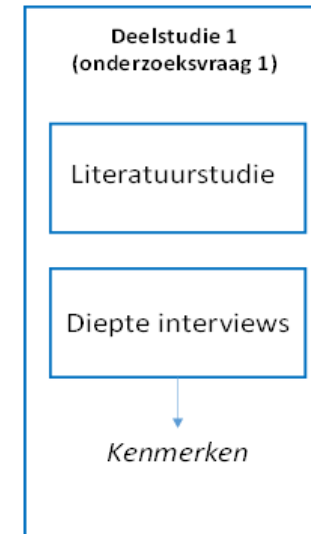 Deelstudie 1
(onderzoeksvraag 1)
Literatuurstudie
Diepte interviews
Kenmerken